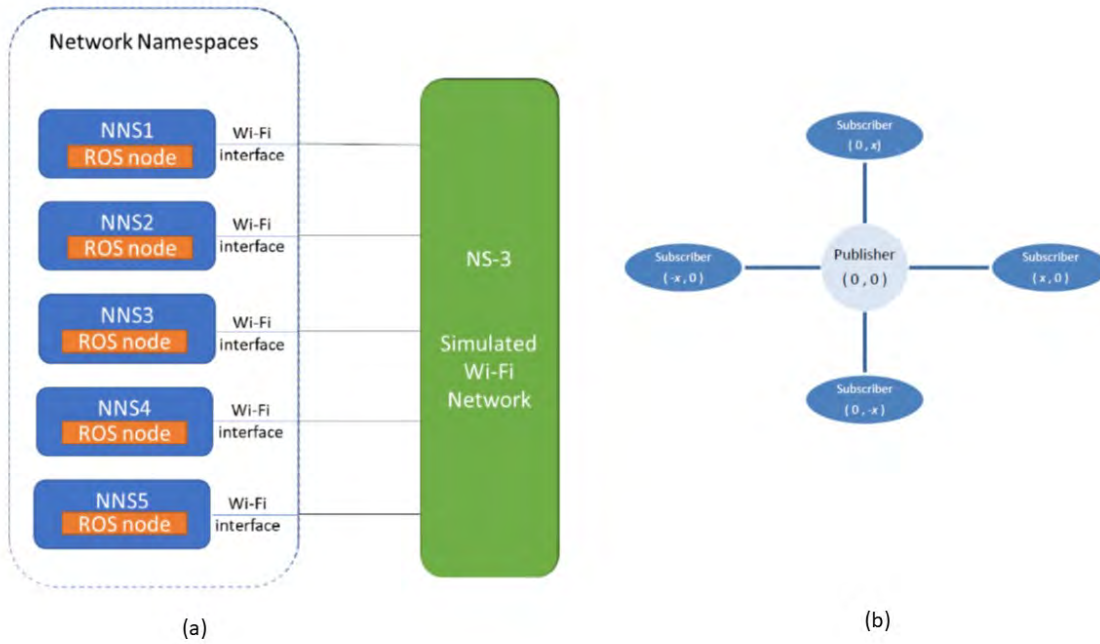 Network Namespaces
NNS1
ROS node
Wi-Fi
interface
NNS2
ROS node
Wi-Fi
interface
NNS3
ROS node
Wi-Fi
interface
NNS4
ROS node
Wi-Fi
interface
NNS5
ROS node
Wi-Fi
interface
NS-3
Simulated
Wi-Fi
Network
(a)
Subscriber
(0,x)
Subscriber
(-x,0)
Publisher
(0,0)
Subscriber
(x,0)
Subscriber
(0,-x)
(b)